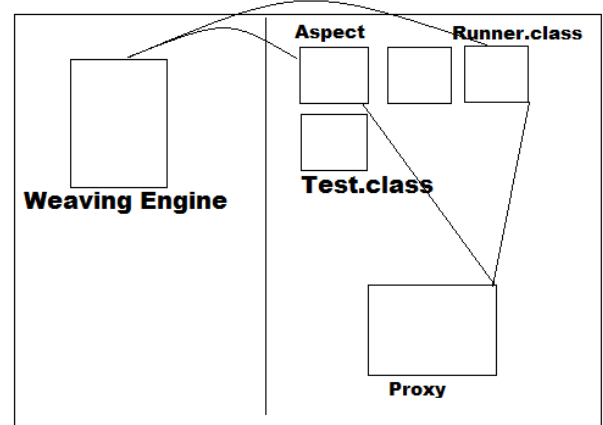 Aspect
Runner.class
Weaving Engine
Test.class
Proxy